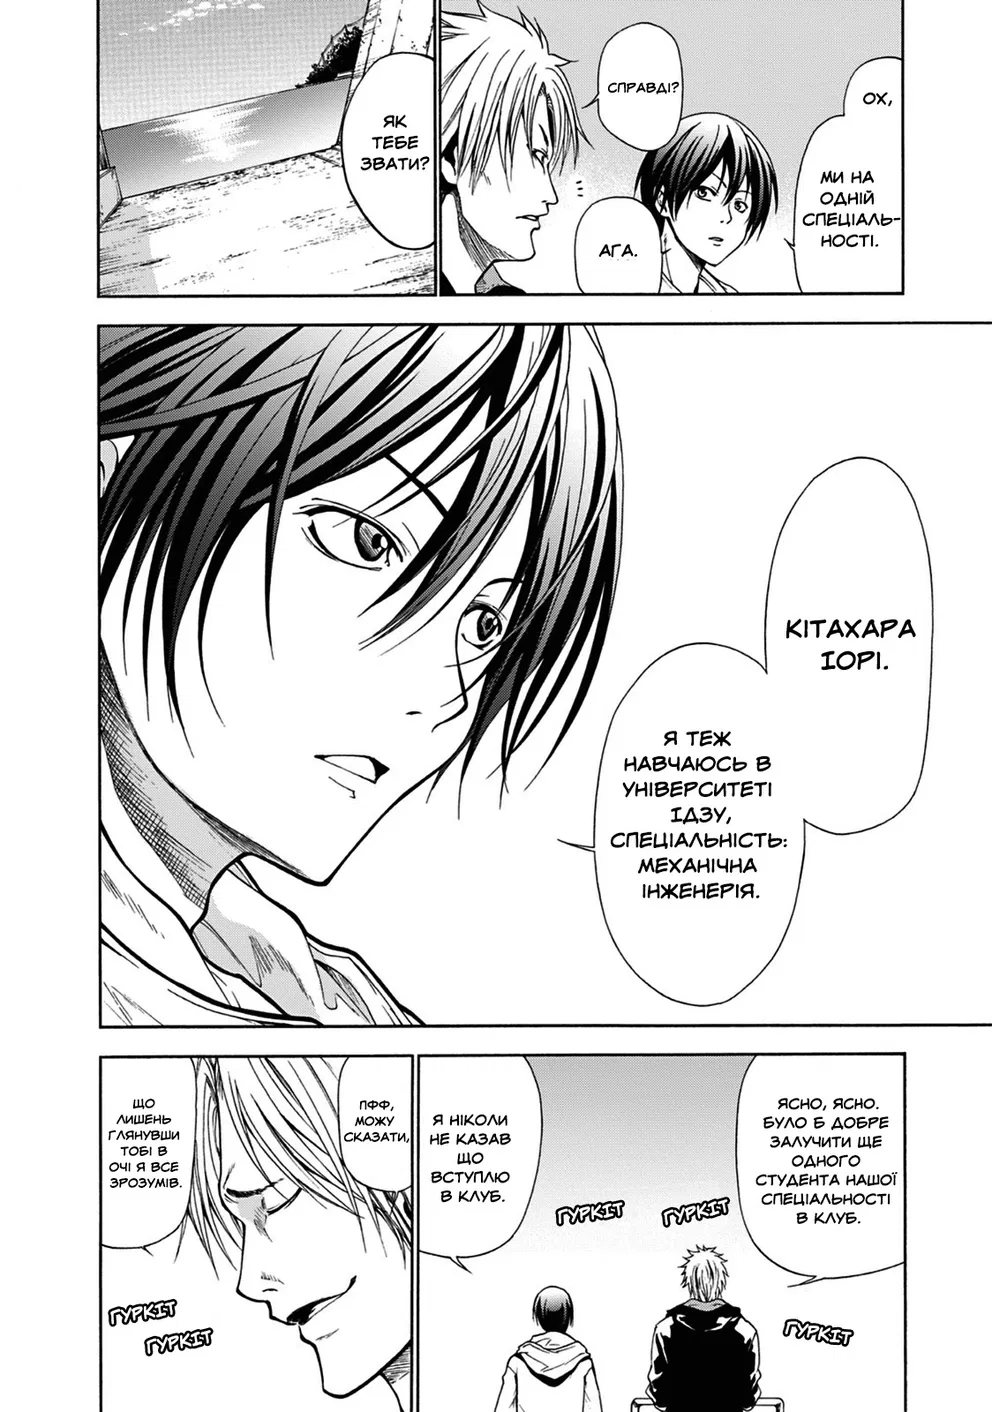 ОХ,
МИ НА
ОДНІЙ
СПЕЦІАЛЬ-
НОСТІ.
СПРАВДІ?
АГА.
ЯК
ТЕБЕ
ЗВАТИ?
КІТАХАРА
ІОРІ.
Я ТЕЖ
НАВЧАЮСЬ В
УНІВЕРСИТЕТІ
ІДЗУ,
СПЕЦІАЛЬНІСТЬ:
МЕХАНІЧНА
ІНЖЕНЕРІЯ.
ЯСНО, ЯСНО.
БУЛО Б ДОБРЕ
ЗАЛУЧИТИ ЩЕ
ОДНОГО
СТУДЕНТА НАШОЇ
СПЕЦІАЛЬНОСТІ
В КЛУБ.
ГУРКІТ
ГУРКІТ
ГУРКІТ
Я НІКОЛИ
НЕ КАЗАВ
ЩО
ВСТУПЛЮ
В КЛУБ.
ПФФ,
МОЖУ
СКАЗАТИ,
ЩО
ЛИШЕНЬ
ГЛЯНУВШИ
ТОБІ В
ОЧІ Я ВСЕ
ЗРОЗУМІВ.
ГУРКІТ
ГУРКІТ